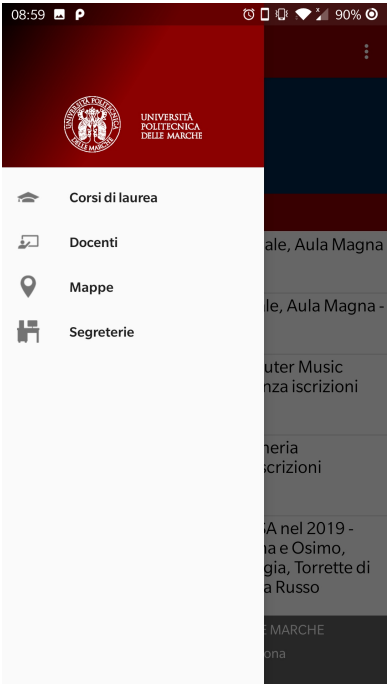 08:59
90%
UNIVERSITÀ
POLITECNICA
DELLE MARCHE
Corsi di laurea
Docenti
Mappe
Segreterie
ale, Aula Magna
le, Aula Magna -
uter Music
nza iscrizioni
neria
scrizioni
SA nel 2019 -
na e Osimo,
gia, Torrette di
a Russo
E MARCHE
ona